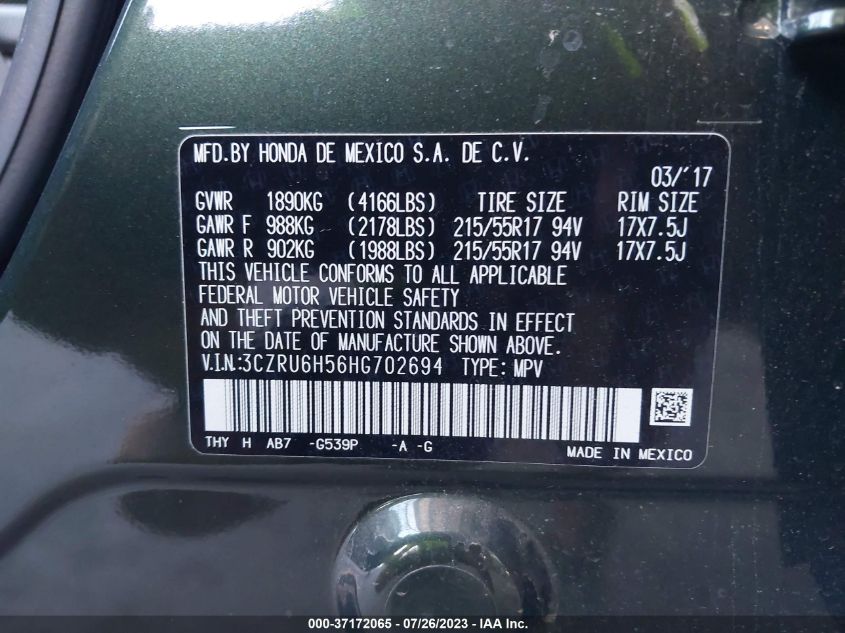 MFD.BY HONDA DE MEXICO S.A. DE C.V.
03/'17
GVWR 1890KG (4166LBS) TIRE SIZE RIM SIZE
GAWR F 988KG (2178LBS) 215/55R17 94V 17X7.5J
GAWR R 902KG (1988LBS) 215/55R17 94V 17X7.5J
THIS VEHICLE CONFORMS TO ALL APPLICABLE
FEDERAL MOTOR VEHICLE SAFETY
AND THEFT PREVENTION STANDARDS IN EFFECT
ON THE DATE OF MANUFACTURE SHOWN ABOVE.
V.I.N:3CZRU6H56HG702694 TYPE: MPV
THY H AB7 -G539P -A -G MADE IN MEXICO
000-37172065 - 07/26/2023 - IAA Inc.